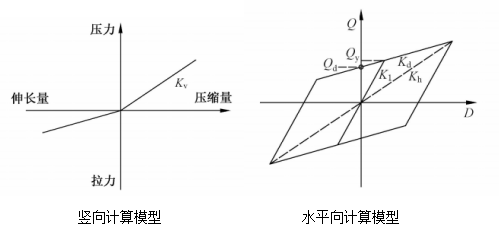 压力
伸长量
压缩量
K_v
拉力
竖向计算模型
Q
Q_y
Q_d
K_d
K_1
K_h
D
水平向计算模型